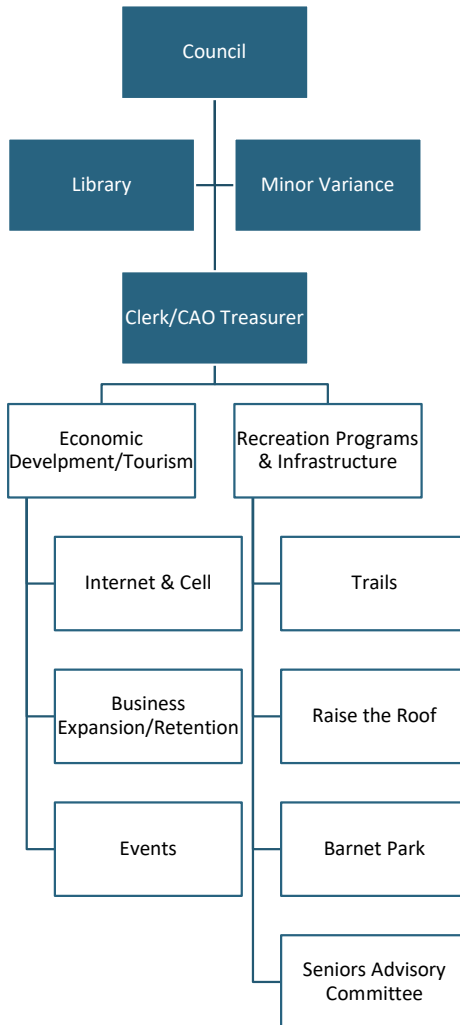 Council
Library
Minor Variance
Clerk/CAO Treasurer
Economic
Develpment/Tourism
Recreation Programs
& Infrastructure
Internet & Cell
Trails
Business
Expansion/Retention
Raise the Roof
Events
Barnet Park
Seniors Advisory
Committee